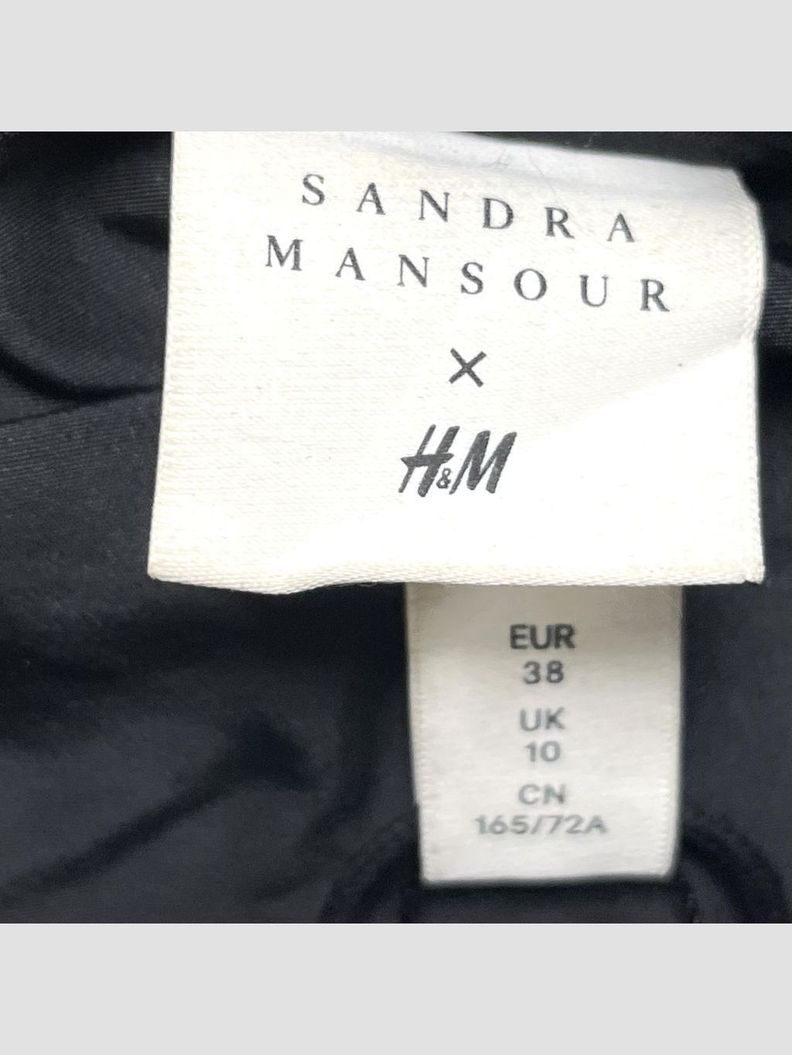 SANDRA
MANSOUR
×
H&M
EUR
38
UK
10
CN
165/72A